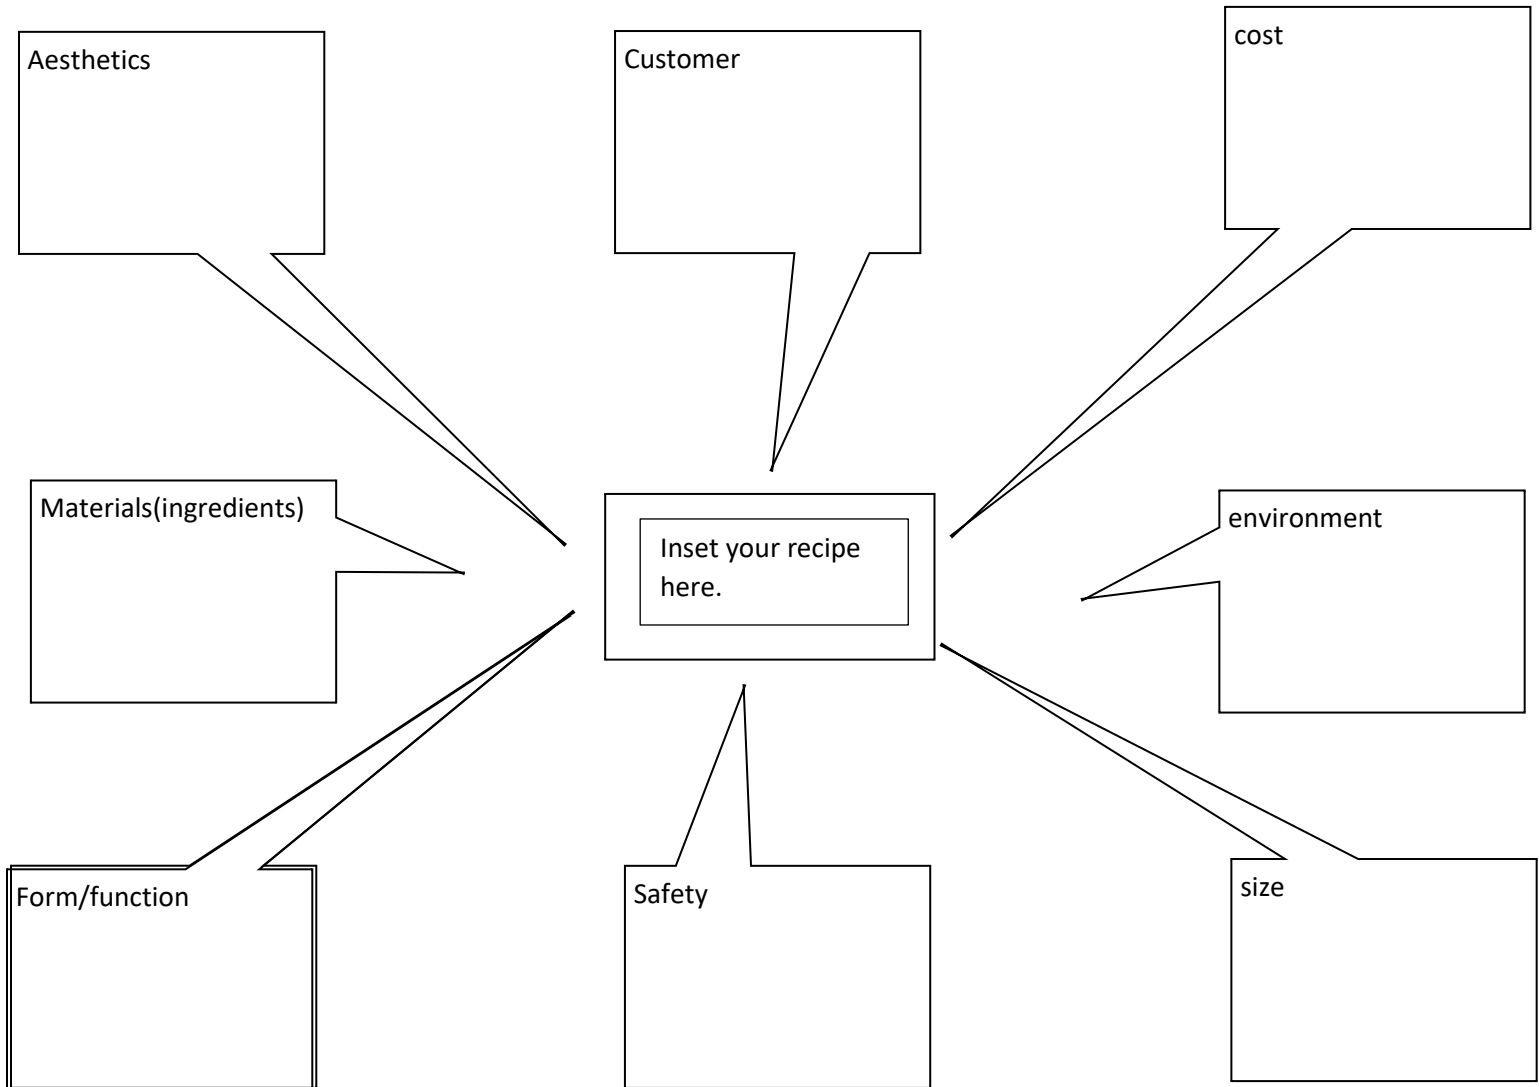 Aesthetics
Customer
cost
Materials(ingredients)
Inset your recipe
here.
environment
Form/function
Safety
size